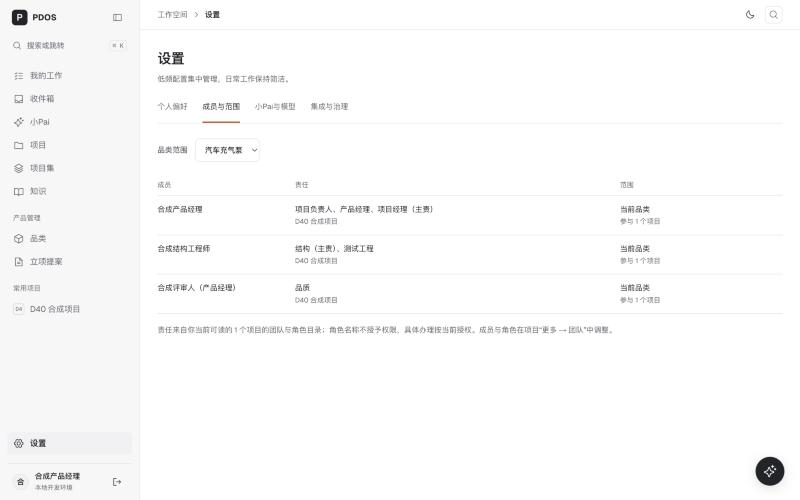 P PDOS
搜索或跳转 ⌘ K
我的工作
收件箱
小Pai
项目
项目集
知识
产品管理
品类
立项提案
常用项目
D4 D40 合成项目
设置
合 合成产品经理
本地开发环境
工作空间 > 设置
设置
低频配置集中管理，日常工作保持简洁。
个人偏好 成员与范围 小Pai与模型 集成与治理
品类范围 汽车充气泵
成员 责任 范围
合成产品经理 项目负责人、产品经理、项目经理（主责） 当前品类
D40 合成项目 参与 1 个项目
合成结构工程师 结构（主责）、测试工程 当前品类
D40 合成项目 参与 1 个项目
合成评审人（产品经理） 品质 当前品类
D40 合成项目 参与 1 个项目
责任来自你当前可读的 1 个项目的团队与角色目录；角色名称不授予权限，具体办理按当前授权。成员与角色在项目“更多 → 团队”中调整。